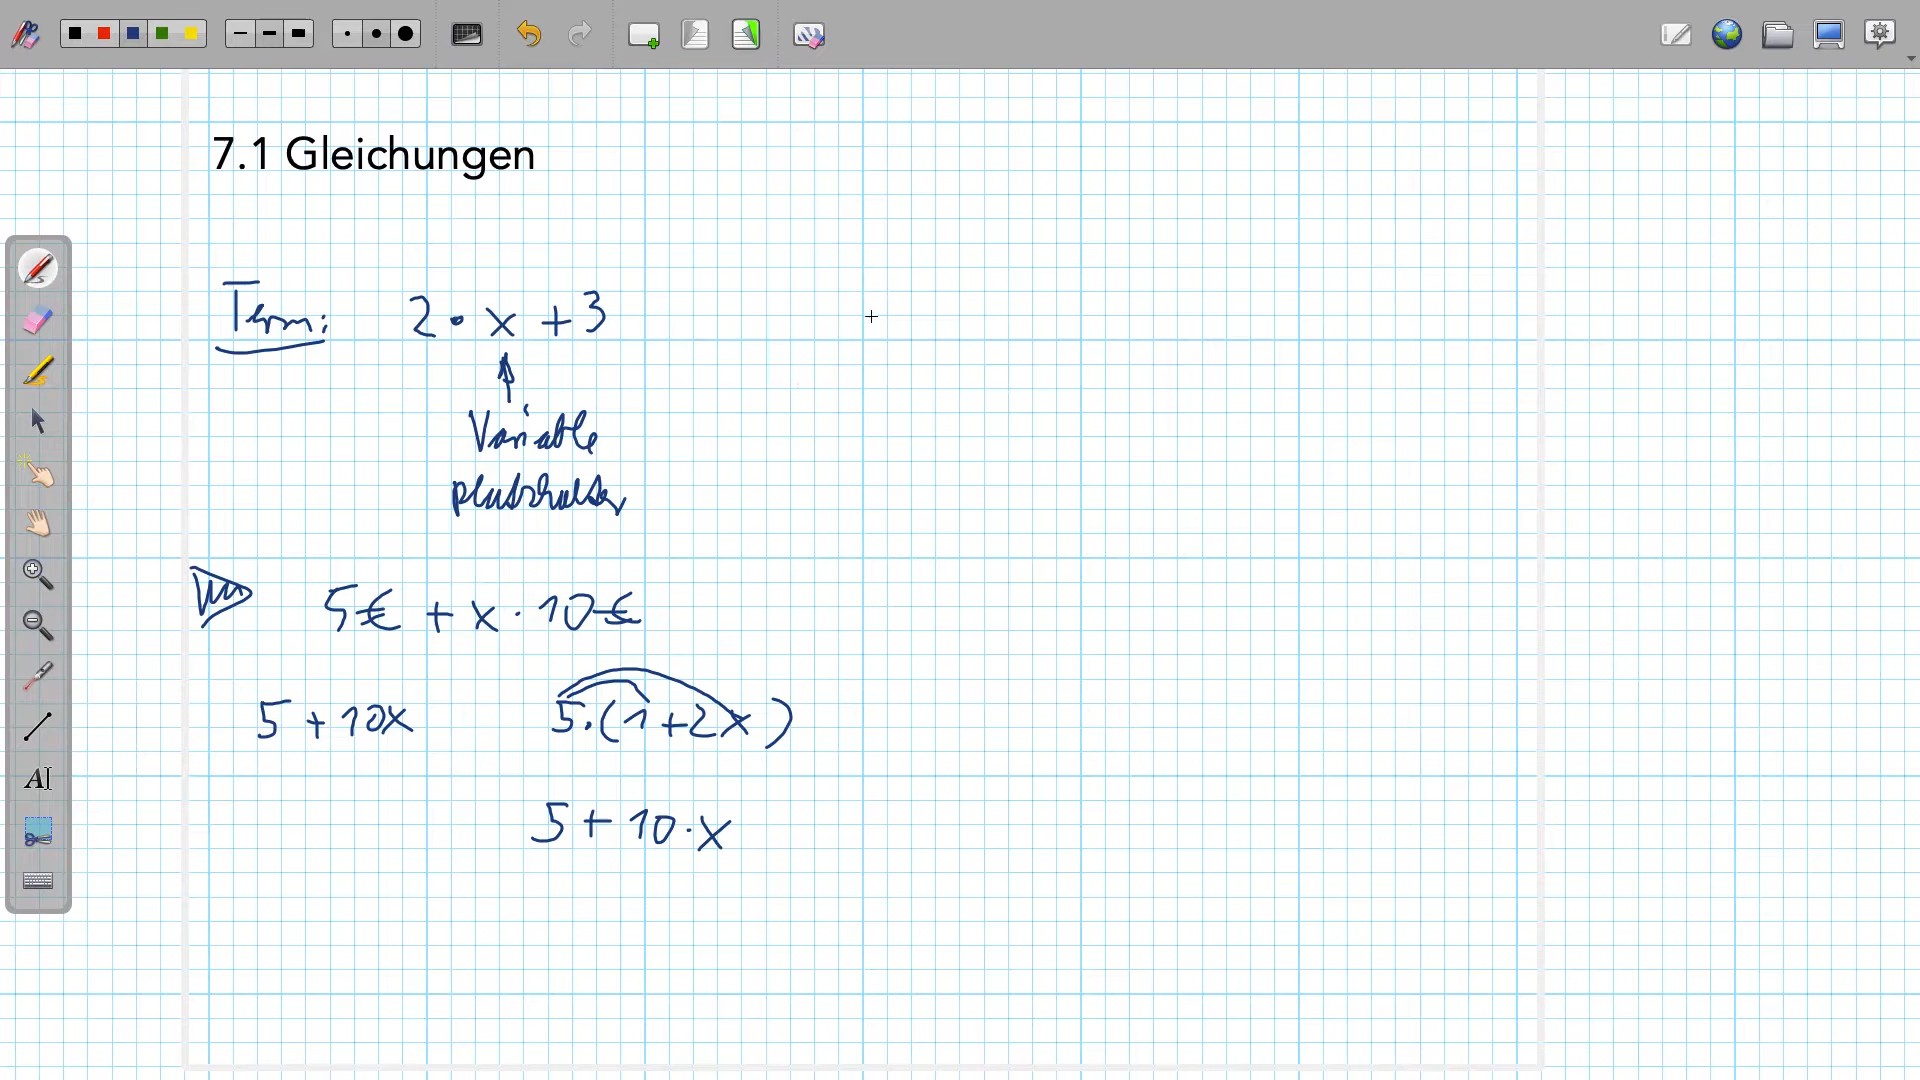 7.1 Gleichungen
Term: 2 · x + 3
Variable
platzhalter
5€ + x · 10€
5 + 10x 5·(1+2x)
5 + 10·x